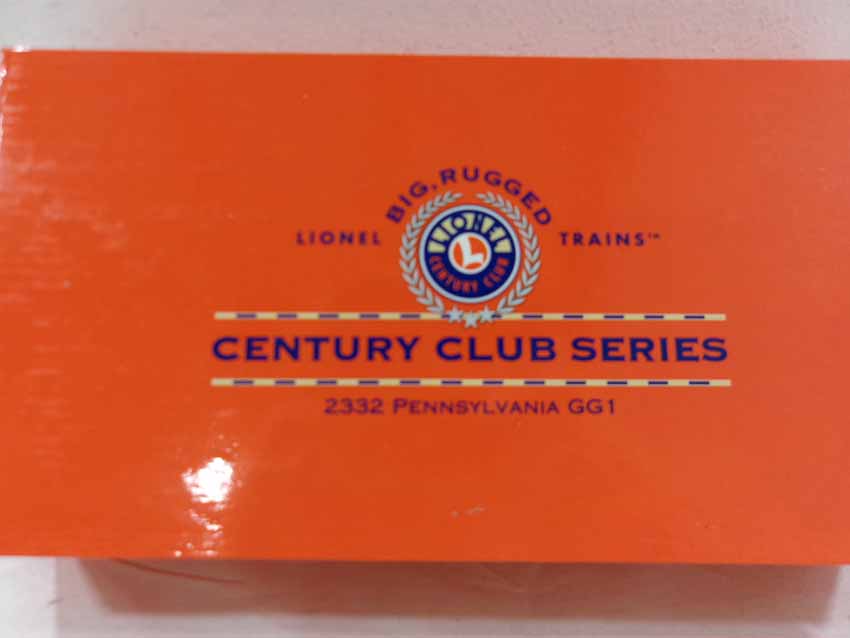 BIG, RUGGED
LIONEL TRAINS™
LIONEL
L
CENTURY CLUB
CENTURY CLUB SERIES
2332 PENNSYLVANIA GG1